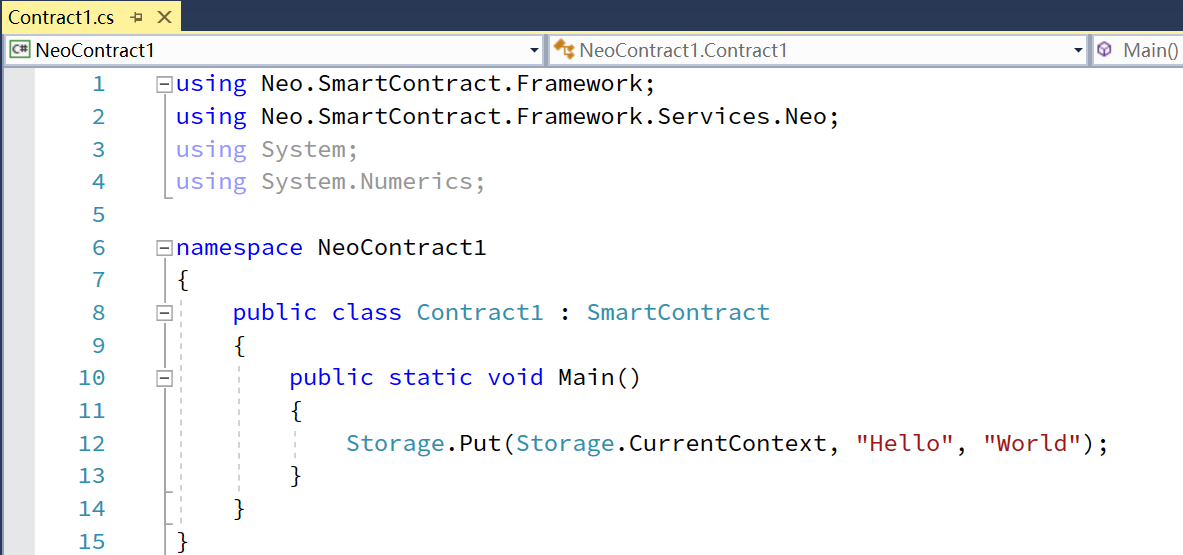 Contract1.cs
C# NeoContract1 NeoContract1.Contract1 Main()
1 using Neo.SmartContract.Framework;
2 using Neo.SmartContract.Framework.Services.Neo;
3 using System;
4 using System.Numerics;
5
6 namespace NeoContract1
7 {
8 public class Contract1 : SmartContract
9 {
10 public static void Main()
11 {
12 Storage.Put(Storage.CurrentContext, "Hello", "World");
13 }
14 }
15 }